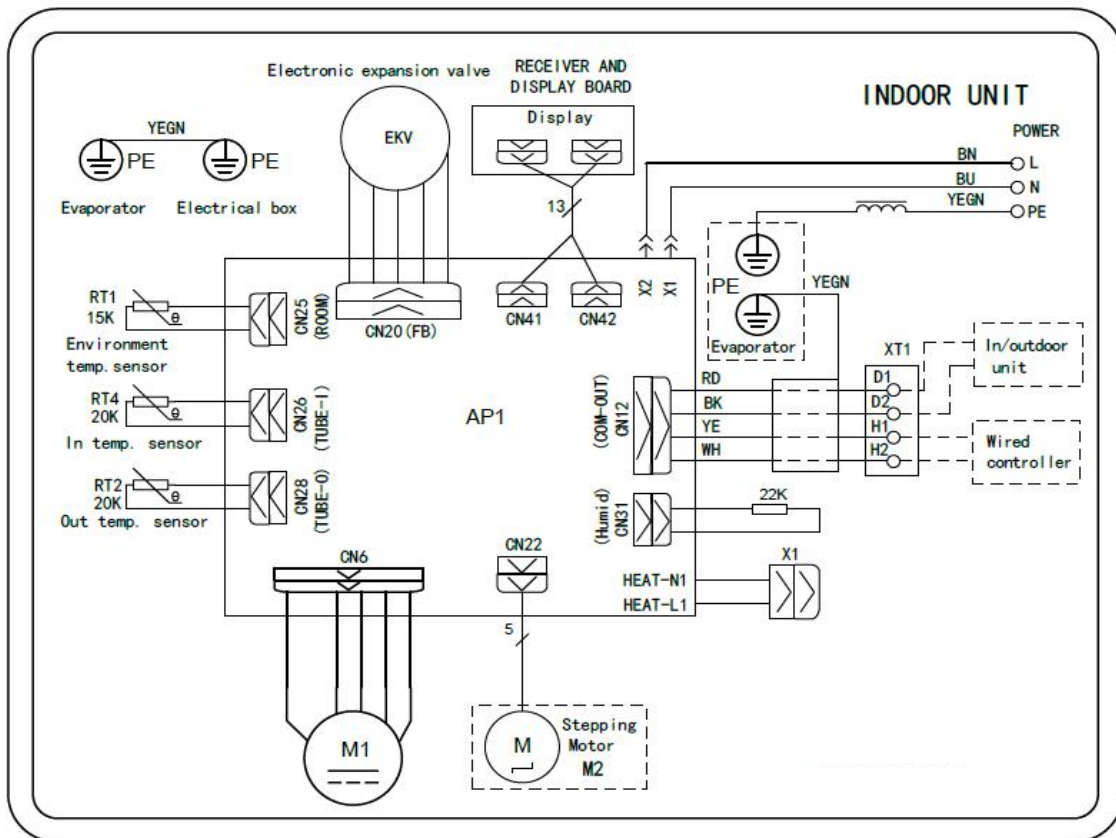 Electronic expansion valve
RECEIVER AND
DISPLAY BOARD
INDOOR UNIT
Display
EKV
POWER
YEGN
PE
PE
Evaporator
Electrical box
BN
L
BU
N
YEGN
PE
13
X2
X1
PE
YEGN
Evaporator
RT1
15K
θ
Environment
temp.sensor
CN25
(ROOM)
CN20(FB)
CN41
CN42
XT1
In/outdoor
unit
RT4
20K
θ
In temp. sensor
CN26
(TUBE-I)
AP1
(COM-OUT)
CN12
RD
BK
YE
WH
D1
D2
H1
H2
Wired
controller
RT2
20K
θ
Out temp. sensor
CN28
(TUBE-O)
(Humid)
CN31
22K
CN6
CN22
HEAT-N1
HEAT-L1
X1
5
M1
M
Stepping
Motor
M2